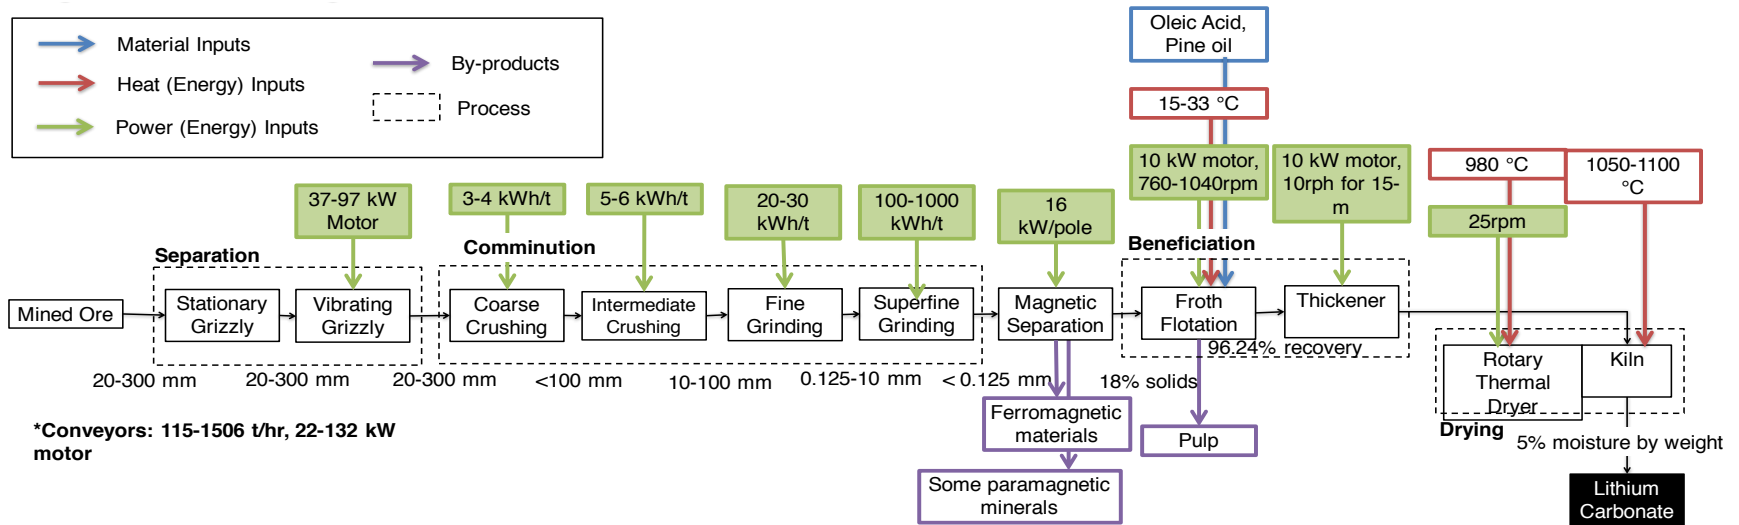 Material Inputs
Heat (Energy) Inputs
Power (Energy) Inputs
By-products
Process
Oleic Acid,
Pine oil
15-33 °C
10 kW motor,
760-1040rpm
10 kW motor,
10rph for 15-
m
980 °C
1050-1100
°C
25rpm
37-97 kW
Motor
3-4 kWh/t
5-6 kWh/t
20-30
kWh/t
100-1000
kWh/t
16
kW/pole
Separation
Comminution
Beneficiation
Mined Ore
Stationary
Grizzly
Vibrating
Grizzly
Coarse
Crushing
Intermediate
Crushing
Fine
Grinding
Superfine
Grinding
Magnetic
Separation
Froth
Flotation
Thickener
96.24% recovery
Rotary
Thermal
Dryer
Kiln
Drying
20-300 mm
20-300 mm
20-300 mm
<100 mm
10-100 mm
0.125-10 mm
< 0.125 mm
18% solids
Ferromagnetic
materials
Pulp
Some paramagnetic
minerals
5% moisture by weight
Lithium
Carbonate
*Conveyors: 115-1506 t/hr, 22-132 kW
motor